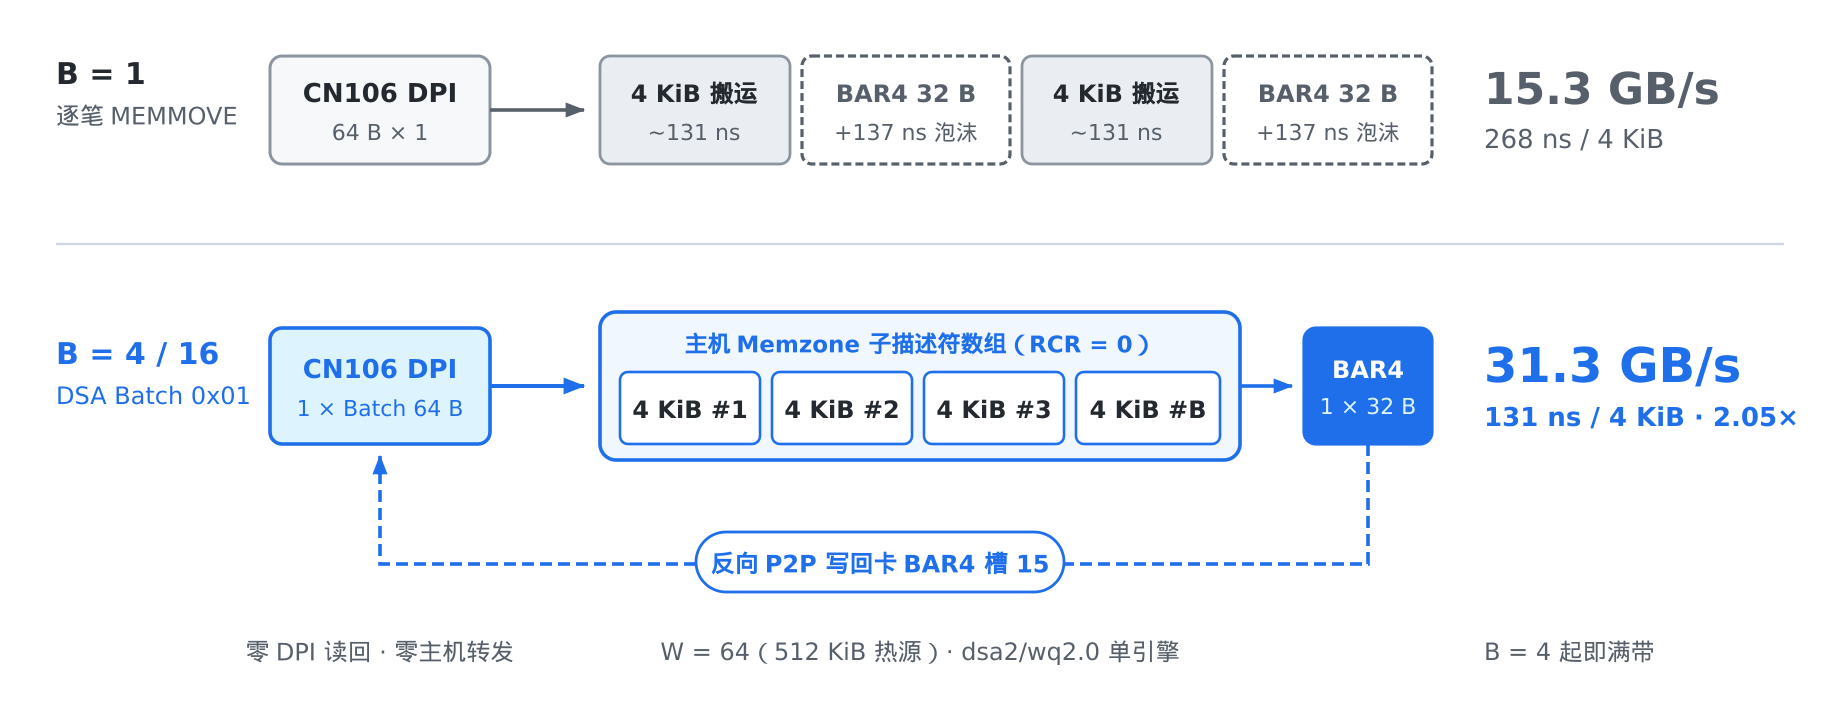 B = 1
逐笔 MEMMOVE
CN106 DPI
64 B × 1
4 KiB 搬运
~131 ns
BAR4 32 B
+137 ns 泡沫
4 KiB 搬运
~131 ns
BAR4 32 B
+137 ns 泡沫
15.3 GB/s
268 ns / 4 KiB
B = 4 / 16
DSA Batch 0x01
CN106 DPI
1 × Batch 64 B
主机 Memzone 子描述符数组（RCR = 0）
4 KiB #1
4 KiB #2
4 KiB #3
4 KiB #B
BAR4
1 × 32 B
31.3 GB/s
131 ns / 4 KiB · 2.05×
反向 P2P 写回卡 BAR4 槽 15
零 DPI 读回 · 零主机转发
W = 64（512 KiB 热源）· dsa2/wq2.0 单引擎
B = 4 起即满带